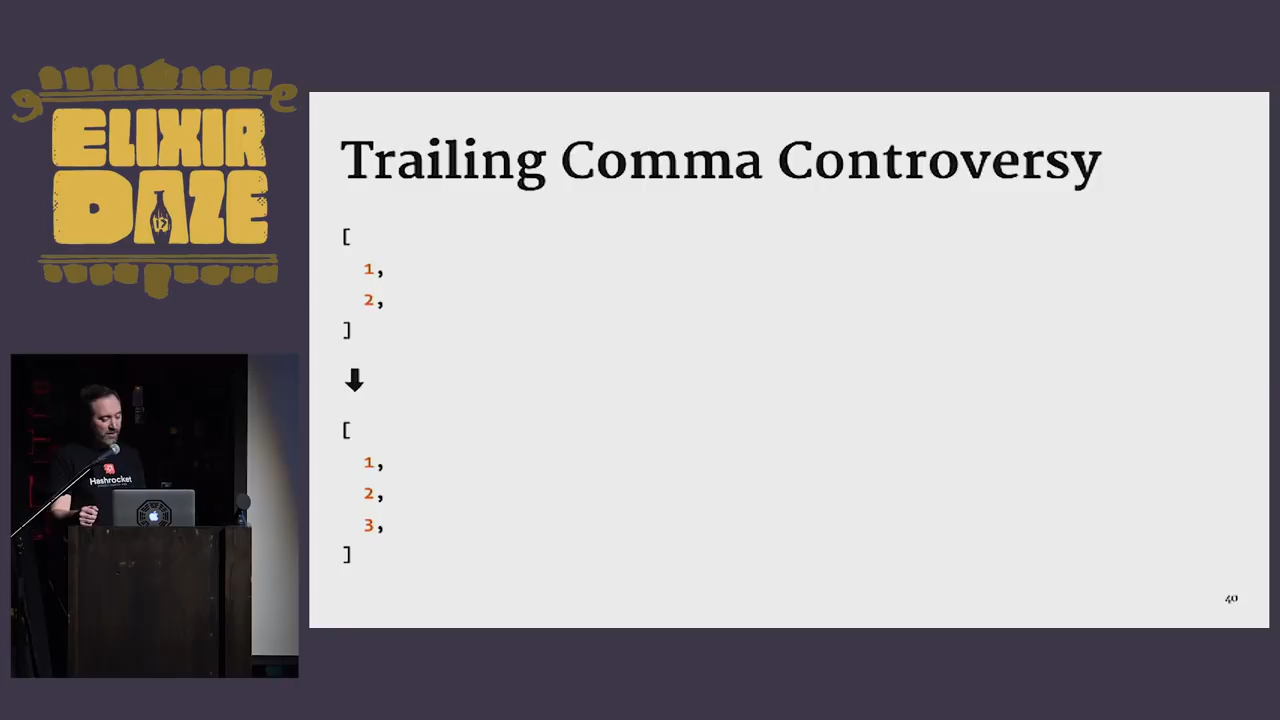 ELIXIR
DAZE
Trailing Comma Controversy
[
1,
2,
]
[
1,
2,
3,
]
40
Hashrocket